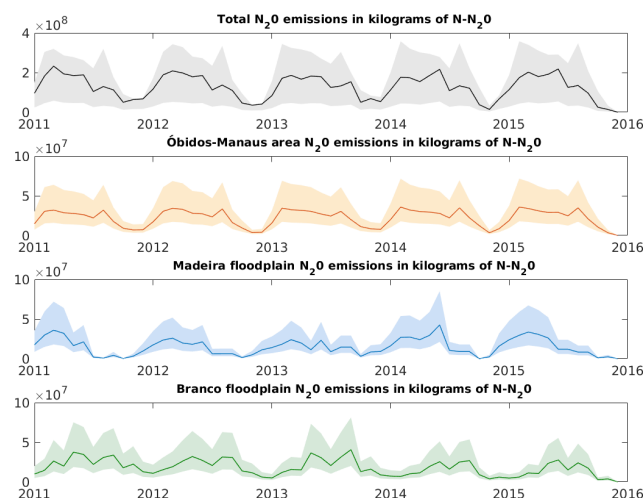 Total N₂0 emissions in kilograms of N-N₂0
×10⁸
4
2
0
2011 2012 2013 2014 2015 2016
Óbidos-Manaus area N₂0 emissions in kilograms of N-N₂0
×10⁷
10
5
0
2011 2012 2013 2014 2015 2016
Madeira floodplain N₂0 emissions in kilograms of N-N₂0
×10⁷
10
5
0
2011 2012 2013 2014 2015 2016
Branco floodplain N₂0 emissions in kilograms of N-N₂0
×10⁷
10
5
0
2011 2012 2013 2014 2015 2016